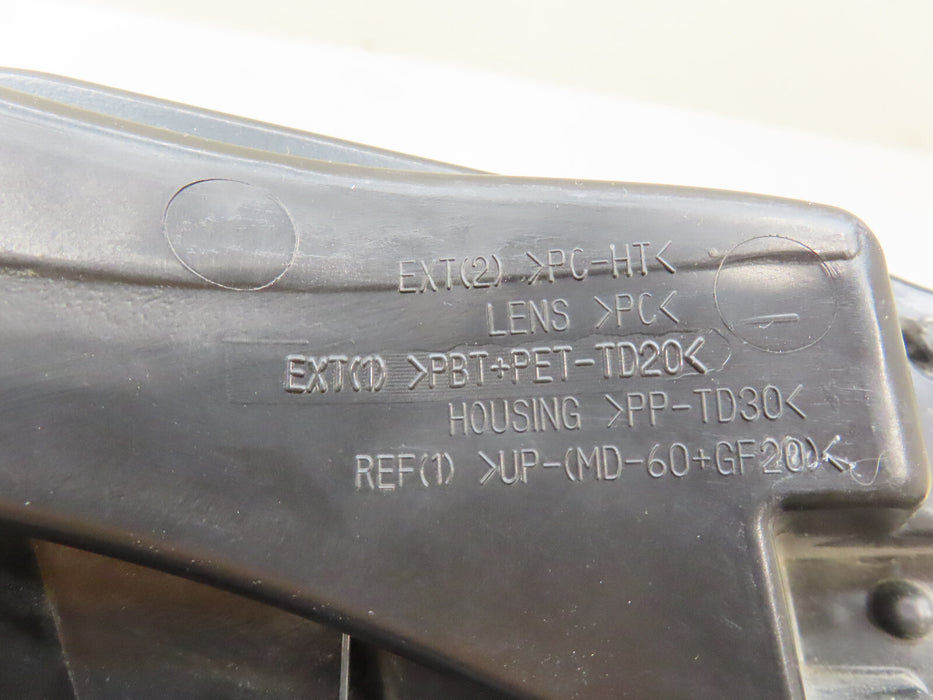 EXT(2) >PC-HT<
LENS >PC<
EXT(1) >PBT+PET-TD20<
HOUSING >PP-TD30<
REF(1) >UP-(MD-60+GF20)<